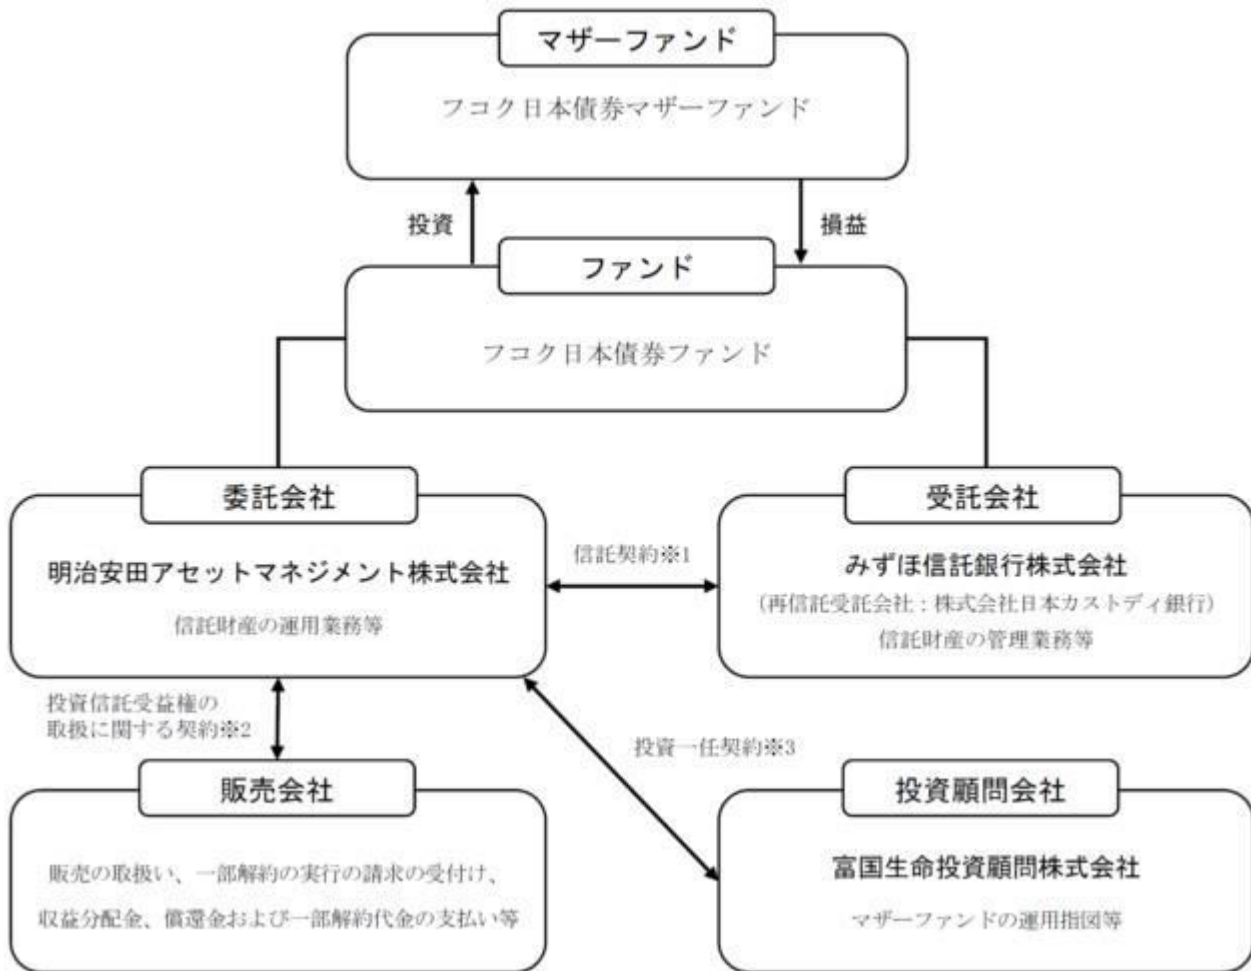 マザーファンド
フコク日本債券マザーファンド
投資
損益
ファンド
フコク日本債券ファンド
委託会社
明治安田アセットマネジメント株式会社
信託財産の運用業務等
信託契約※1
受託会社
みずほ信託銀行株式会社
（再信託受託会社：株式会社日本カストディ銀行）
信託財産の管理業務等
投資信託受益権の
取扱に関する契約※2
投資一任契約※3
販売会社
販売の取扱い、一部解約の実行の請求の受付け、
収益分配金、償還金および一部解約代金の支払い等
投資顧問会社
富国生命投資顧問株式会社
マザーファンドの運用指図等